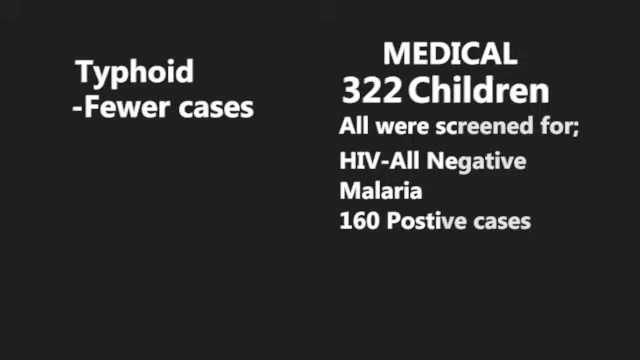 Typhoid
-Fewer cases
MEDICAL
322 Children
All were screened for;
HIV-All Negative
Malaria
160 Postive cases